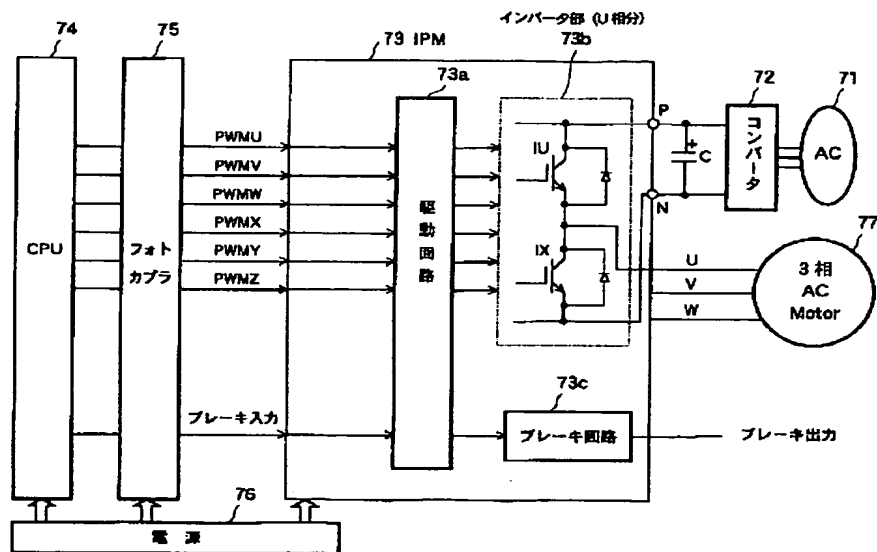 インバータ部 (U相分)
74
75
73 IPM
73b
73a
72
71
PWMU
PWMV
PWMW
PWMX
PWMY
PWMZ
CPU
フォト
カプラ
駆動回路
IU
IX
P
N
+
C
コンバータ
AC
77
U
V
W
3相
AC
Motor
73c
ブレーキ入力
ブレーキ回路
ブレーキ出力
76
電源